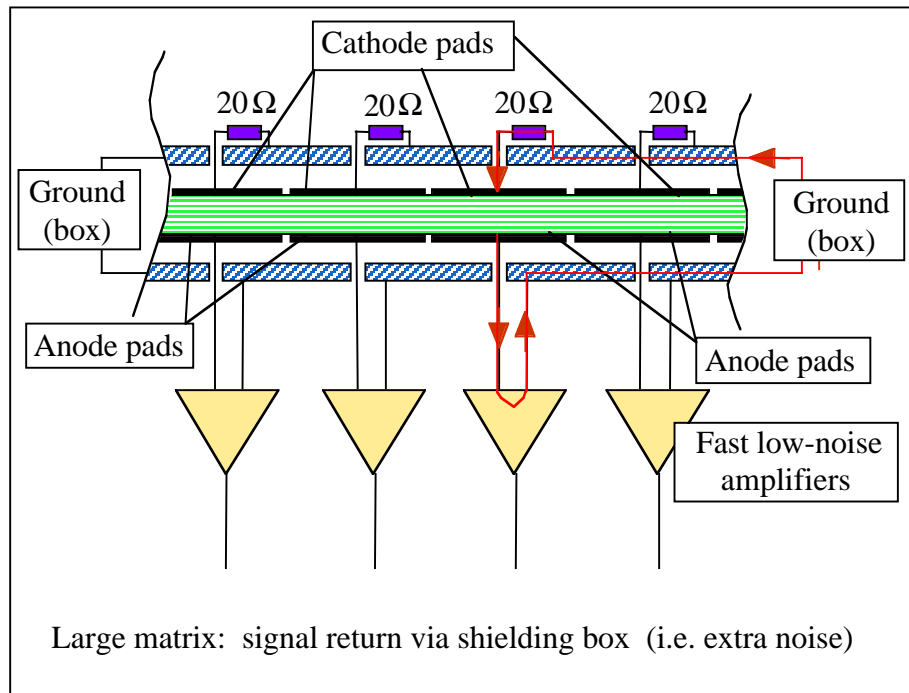 Cathode pads
20Ω 20Ω 20Ω 20Ω
Ground
(box)
Ground
(box)
Anode pads
Anode pads
Fast low-noise
amplifiers
Large matrix: signal return via shielding box (i.e. extra noise)